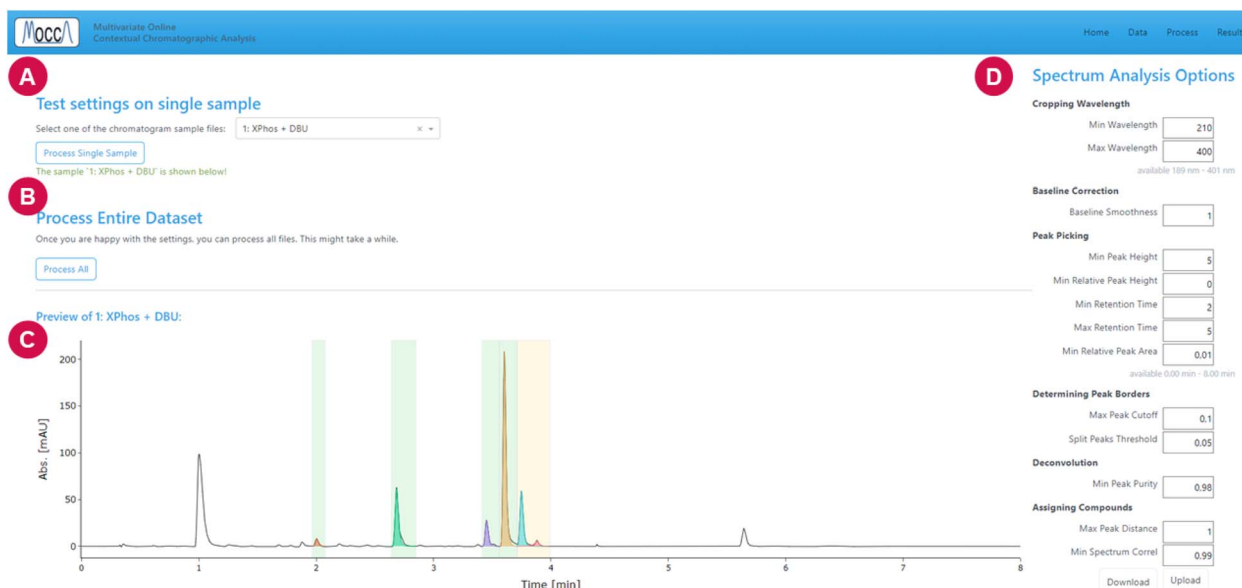 MOCCA
Multivariate Online
Contextual Chromatographic Analysis
Home Data Process Result
A
Test settings on single sample
Select one of the chromatogram sample files: 1: XPhos + DBU × ▾
Process Single Sample
The sample `1: XPhos + DBU` is shown below!
B
Process Entire Dataset
Once you are happy with the settings, you can process all files. This might take a while.
Process All
Preview of 1: XPhos + DBU:
C
Abs. [mAU]
200
150
100
50
0
0 1 2 3 4 5 6 7 8
Time [min]
D
Spectrum Analysis Options
Cropping Wavelength
Min Wavelength 210
Max Wavelength 400
available 189 nm - 401 nm
Baseline Correction
Baseline Smoothness 1
Peak Picking
Min Peak Height 5
Min Relative Peak Height 0
Min Retention Time 2
Max Retention Time 5
Min Relative Peak Area 0.01
available 0.00 min - 8.00 min
Determining Peak Borders
Max Peak Cutoff 0.1
Split Peaks Threshold 0.05
Deconvolution
Min Peak Purity 0.98
Assigning Compounds
Max Peak Distance 1
Min Spectrum Correl 0.99
Download Upload